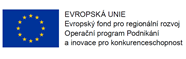 EVROPSKÁ UNIE
Evropský fond pro regionální rozvoj
Operační program Podnikání
a inovace pro konkurenceschopnost